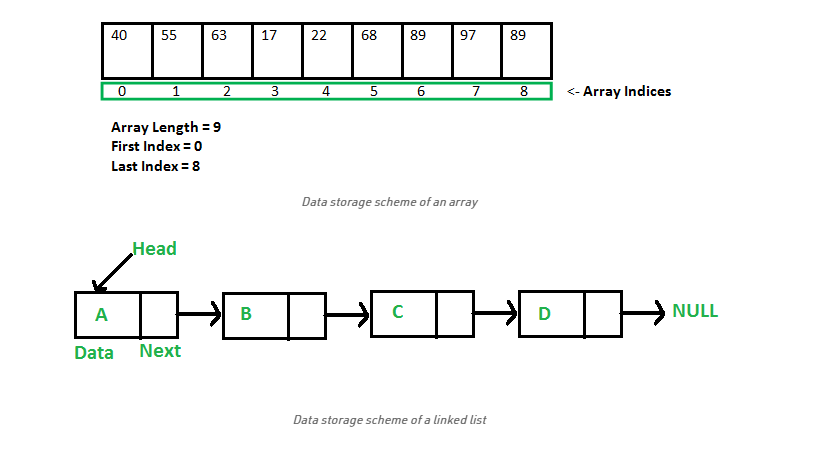 40 55 63 17 22 68 89 97 89
0 1 2 3 4 5 6 7 8 <- Array Indices
Array Length = 9
First Index = 0
Last Index = 8
Data storage scheme of an array
Head
A B C D NULL
Data Next
Data storage scheme of a linked list